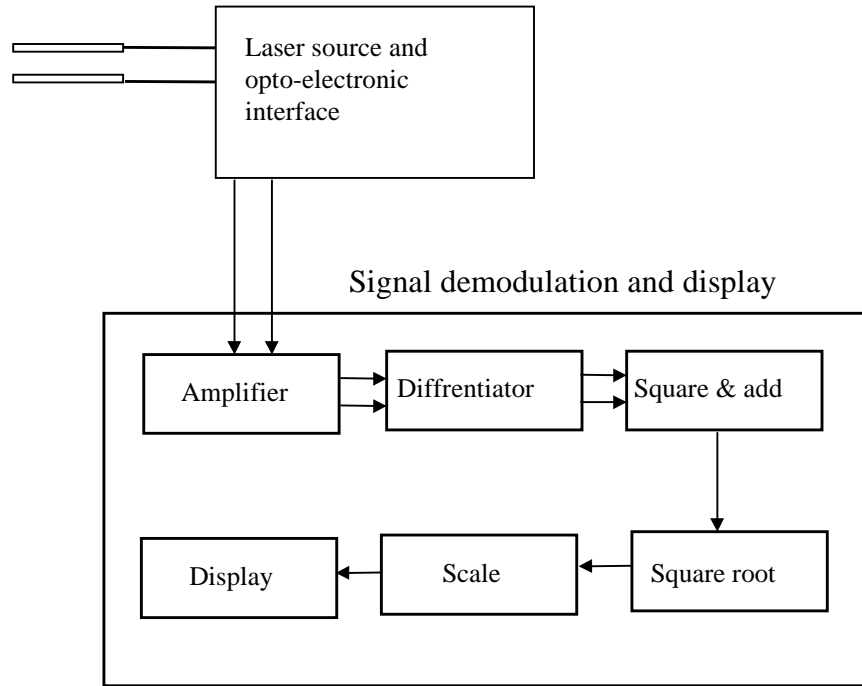 Laser source and
opto-electronic
interface
Signal demodulation and display
Amplifier
Diffrentiator
Square & add
Display
Scale
Square root